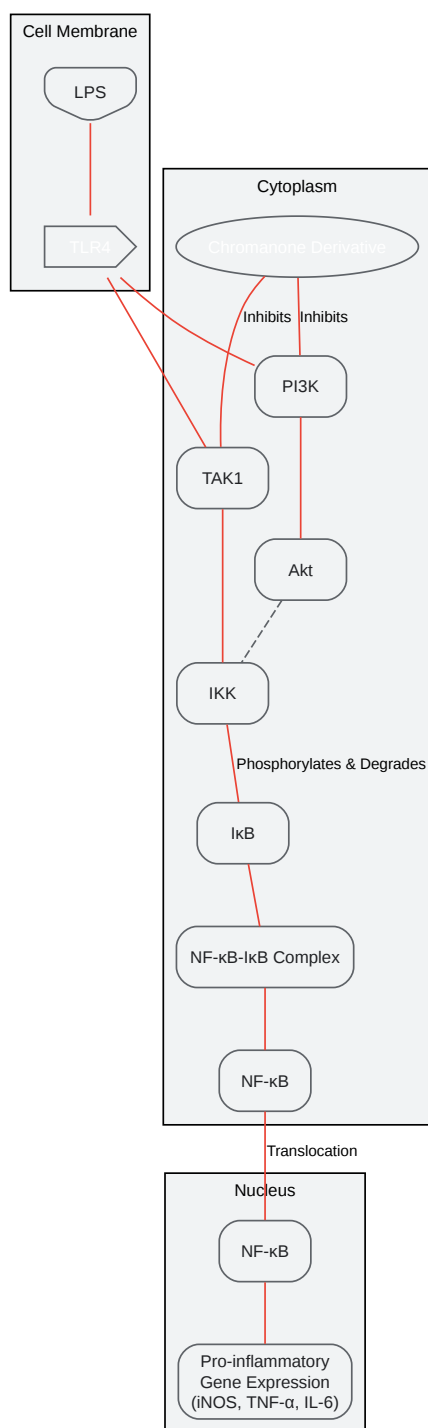 Cell Membrane
LPS
TLR4
Cytoplasm
Chromanone Derivative
Inhibits
Inhibits
PI3K
TAK1
Akt
IKK
Phosphorylates & Degrades
IκB
NF-κB-IκB Complex
NF-κB
Translocation
Nucleus
NF-κB
Pro-inflammatory
Gene Expression
(iNOS, TNF-α, IL-6)